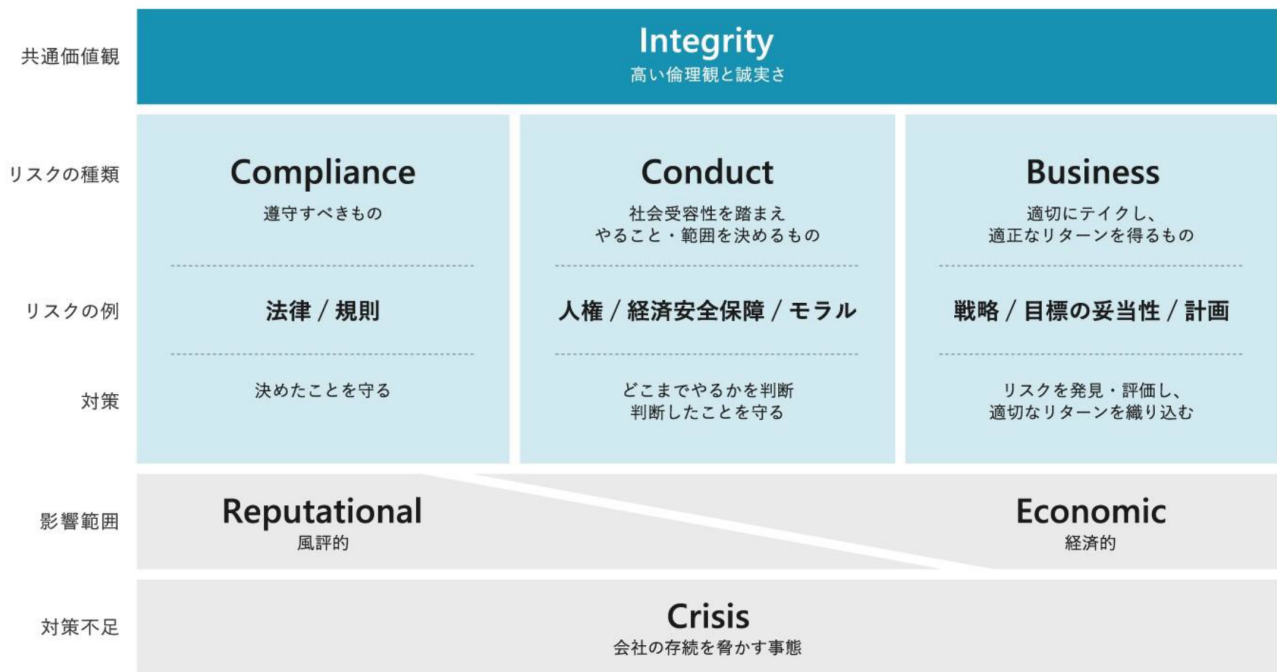 共通価値観
Integrity
高い倫理観と誠実さ
リスクの種類
Compliance
遵守すべきもの
Conduct
社会受容性を踏まえ
やること・範囲を決めるもの
Business
適切にテイクし、
適正なリターンを得るもの
リスクの例
法律 / 規則
人権 / 経済安全保障 / モラル
戦略 / 目標の妥当性 / 計画
対策
決めたことを守る
どこまでやるかを判断
判断したことを守る
リスクを発見・評価し、
適切なリターンを織り込む
影響範囲
Reputational
風評的
Economic
経済的
対策不足
Crisis
会社の存続を脅かす事態